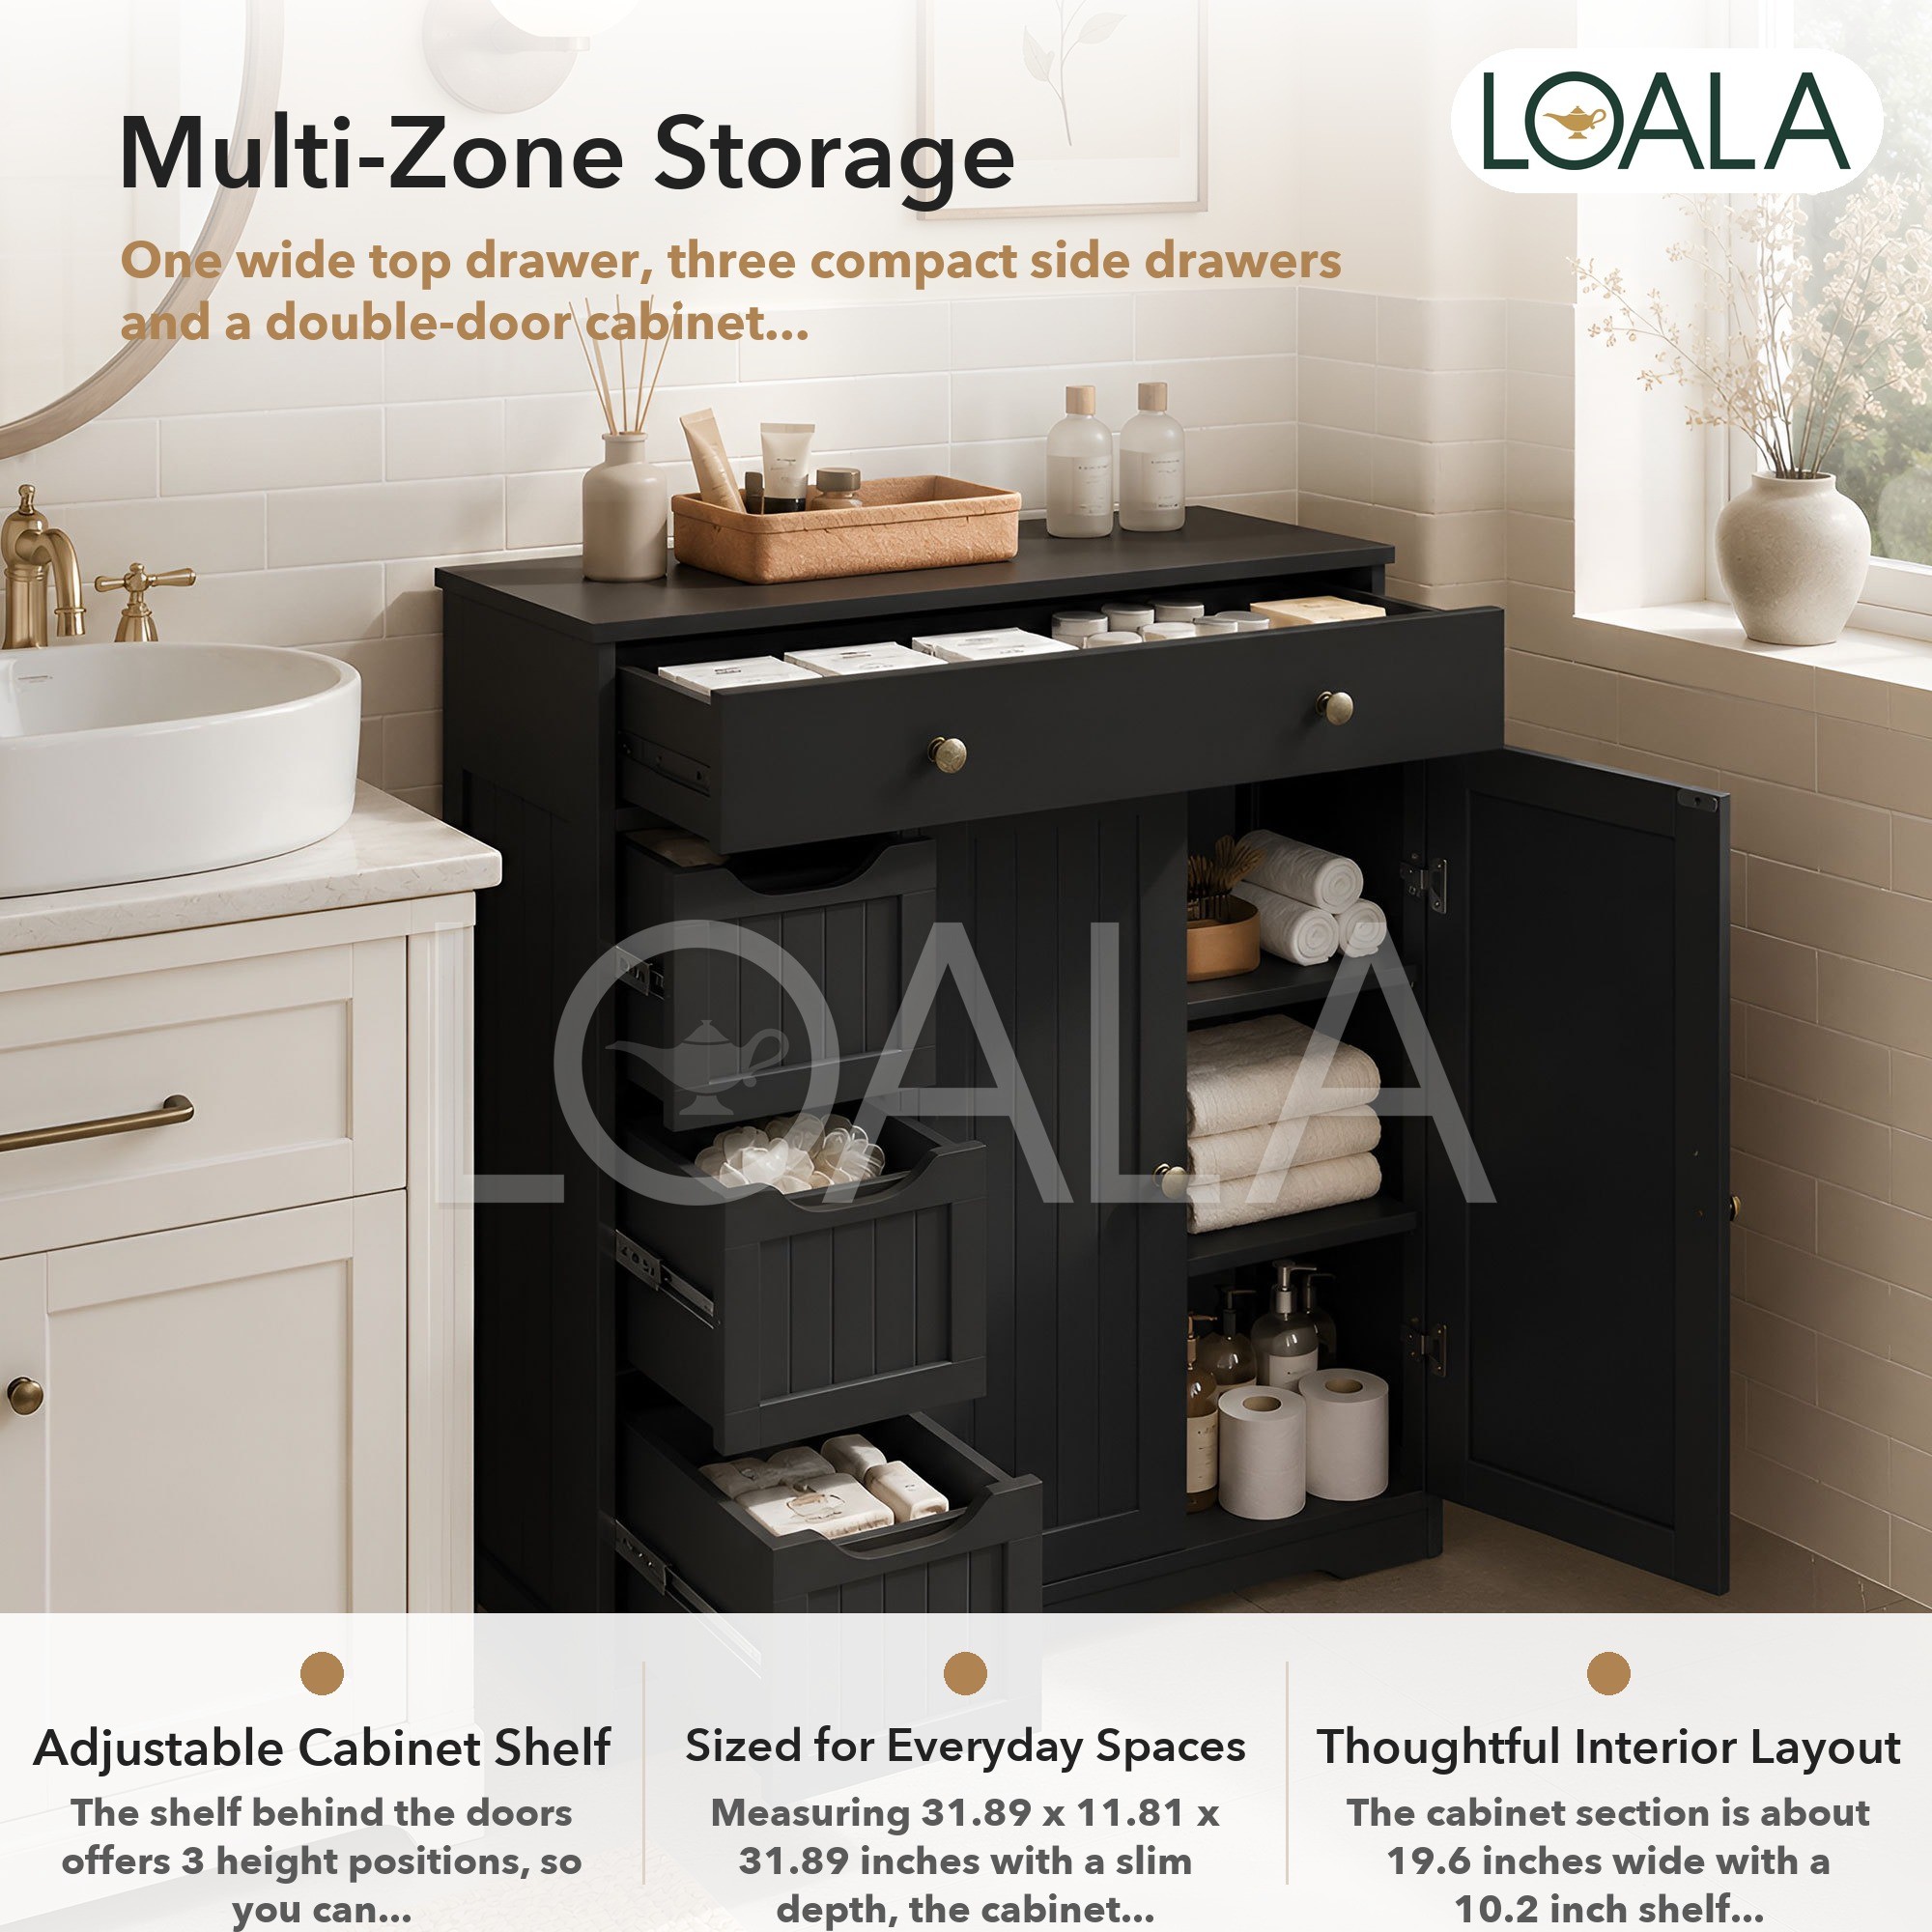 LOALA
Multi-Zone Storage
One wide top drawer, three compact side drawers
and a double-door cabinet...
LOALA
Adjustable Cabinet Shelf
The shelf behind the doors
offers 3 height positions, so
you can...
Sized for Everyday Spaces
Measuring 31.89 x 11.81 x
31.89 inches with a slim
depth, the cabinet...
Thoughtful Interior Layout
The cabinet section is about
19.6 inches wide with a
10.2 inch shelf...